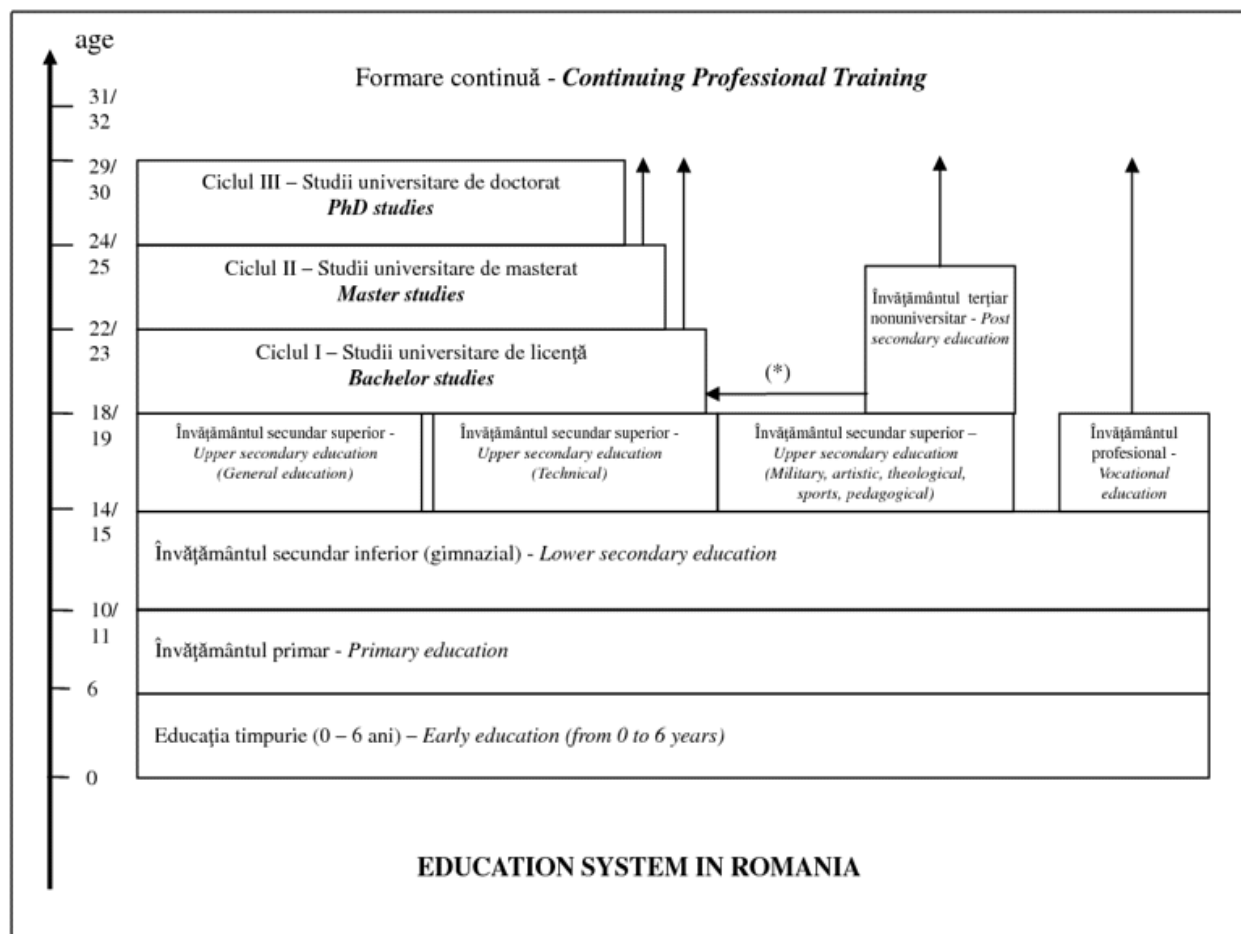 age
Formare continuă - Continuing Professional Training
31/
32
29/
30
Ciclul III – Studii universitare de doctorat
PhD studies
24/
25
Ciclul II – Studii universitare de masterat
Master studies
Învăţământul terţiar
nonuniversitar - Post
secondary education
22/
23
Ciclul I – Studii universitare de licenţă
Bachelor studies
(*)
18/
19
Învăţământul secundar superior -
Upper secondary education
(General education)
Învăţământul secundar superior -
Upper secondary education
(Technical)
Învăţământul secundar superior –
Upper secondary education
(Military, artistic, theological,
sports, pedagogical)
Învăţământul
profesional -
Vocational
education
14/
15
Învăţământul secundar inferior (gimnazial) - Lower secondary education
10/
11
Învăţământul primar - Primary education
6
Educaţia timpurie (0 – 6 ani) – Early education (from 0 to 6 years)
0
EDUCATION SYSTEM IN ROMANIA